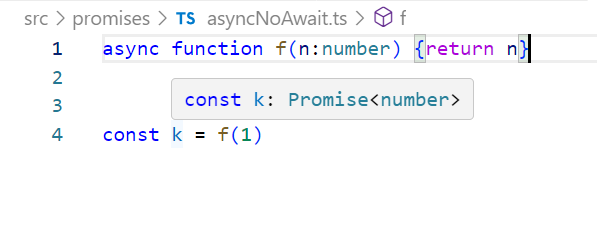 src > promises > TS asyncNoAwait.ts > f
1 async function f(n:number) {return n}
2
const k: Promise<number>
3
4 const k = f(1)